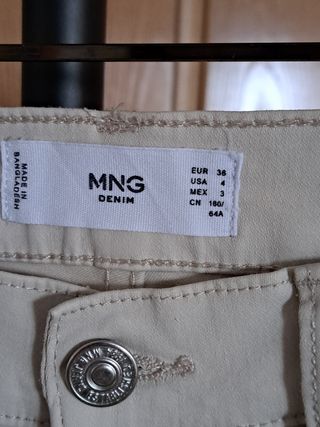 MADE IN
BANGLADESH
MNG
DENIM
EUR 36
USA 4
MEX 3
CN 160/
64A